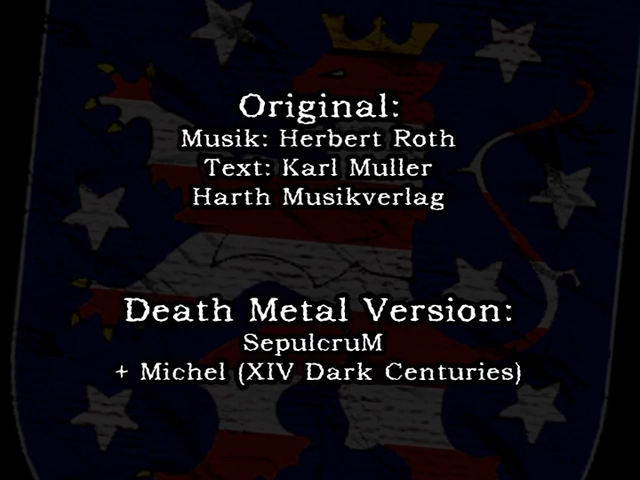 Original:
Musik: Herbert Roth
Text: Karl Muller
Harth Musikverlag
Death Metal Version:
SepulcruM
+ Michel (XIV Dark Centuries)